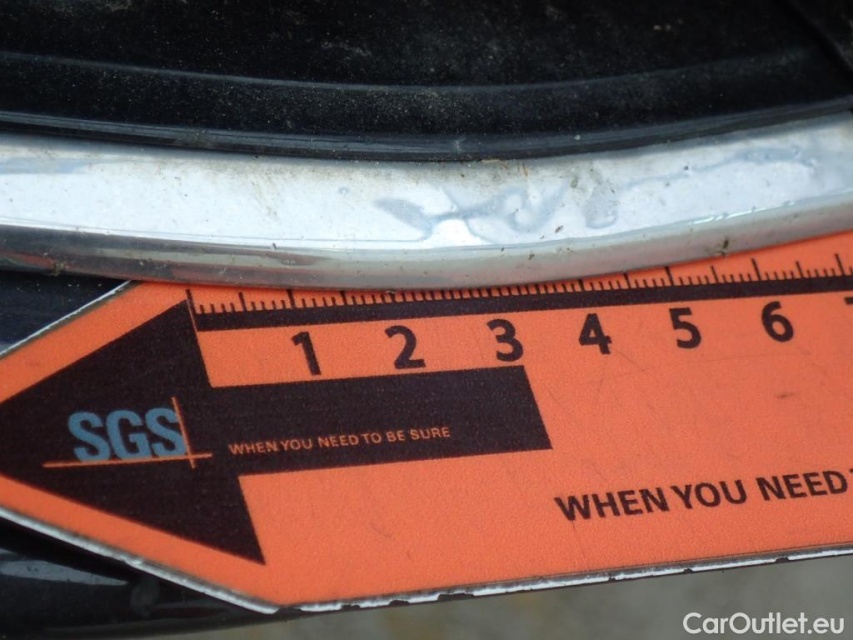 1 2 3 4 5 6
SGS
WHEN YOU NEED TO BE SURE
WHEN YOU NEED
CarOutlet.eu